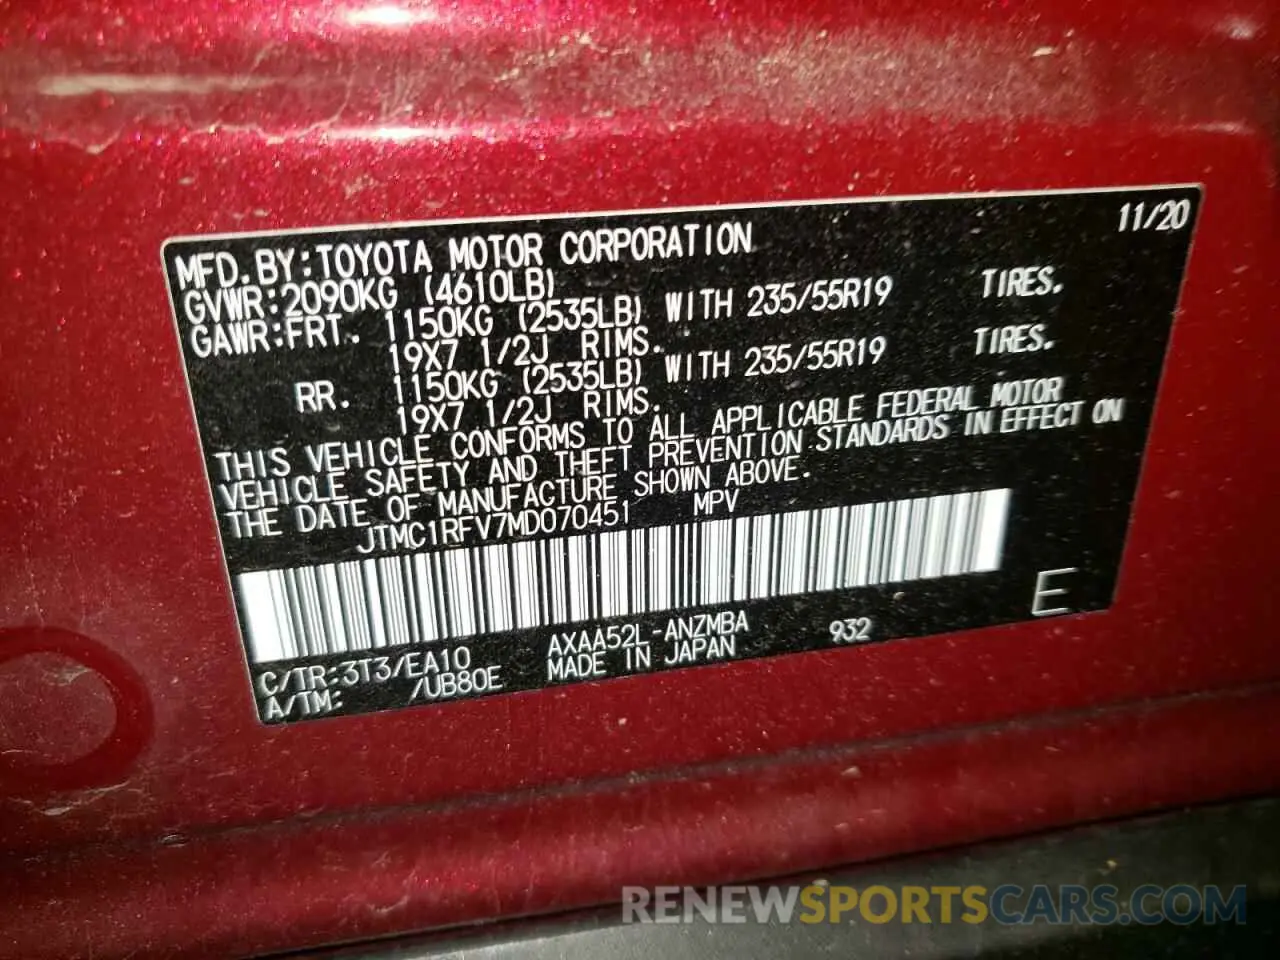 11/20
MFD. BY: TOYOTA MOTOR CORPORATION
GVWR: 2090KG (4610LB)
GAWR: FRT. 1150KG (2535LB) WITH 235/55R19 TIRES.
19X7 1/2J RIMS.
RR. 1150KG (2535LB) WITH 235/55R19 TIRES.
19X7 1/2J RIMS.
THIS VEHICLE CONFORMS TO ALL APPLICABLE FEDERAL MOTOR
VEHICLE SAFETY AND THEFT PREVENTION STANDARDS IN EFFECT ON
THE DATE OF MANUFACTURE SHOWN ABOVE.
JTMC1RFV7MD070451 MPV
C/TR: 3T3/EA10 AXAA52L-ANZMBA 932 E
A/TM: /UB80E MADE IN JAPAN
RENEWSPORTSCARS.COM